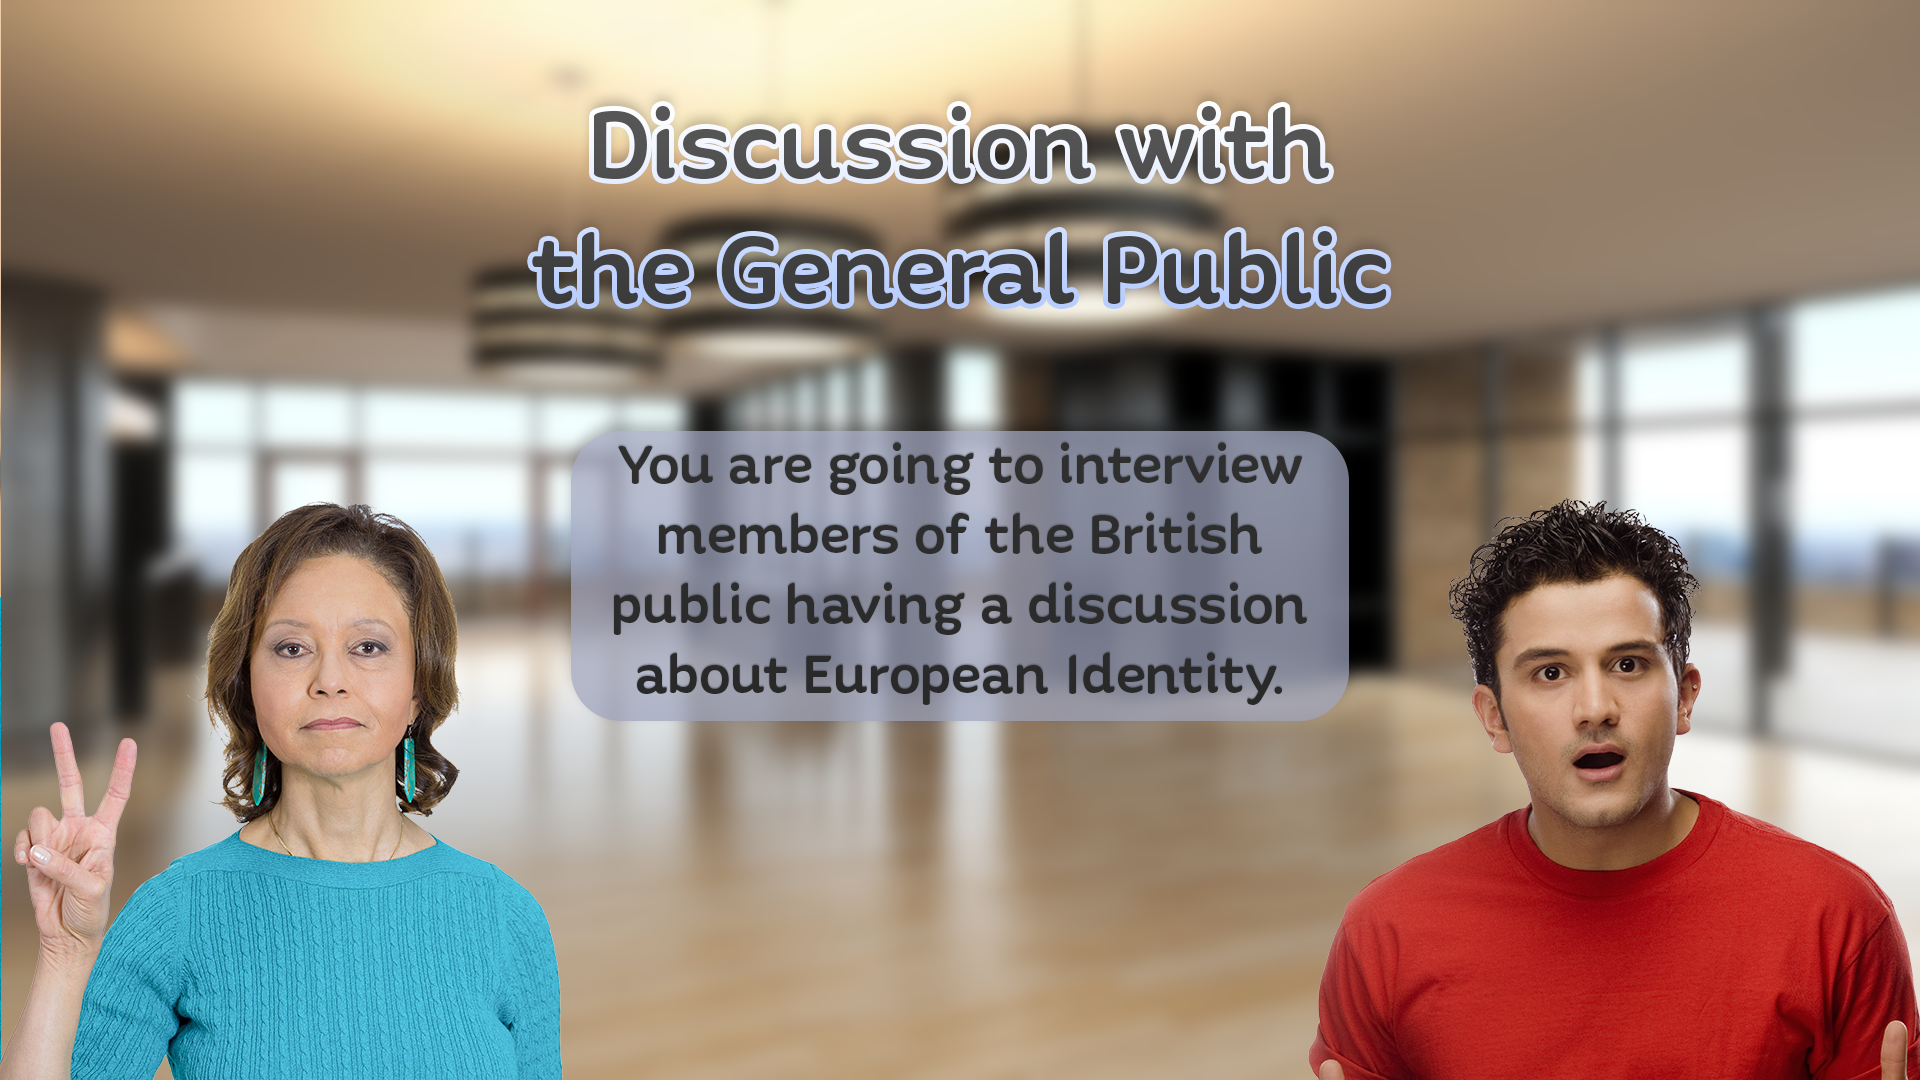 Discussion with
the General Public
You are going to interview
members of the British
public having a discussion
about European Identity.